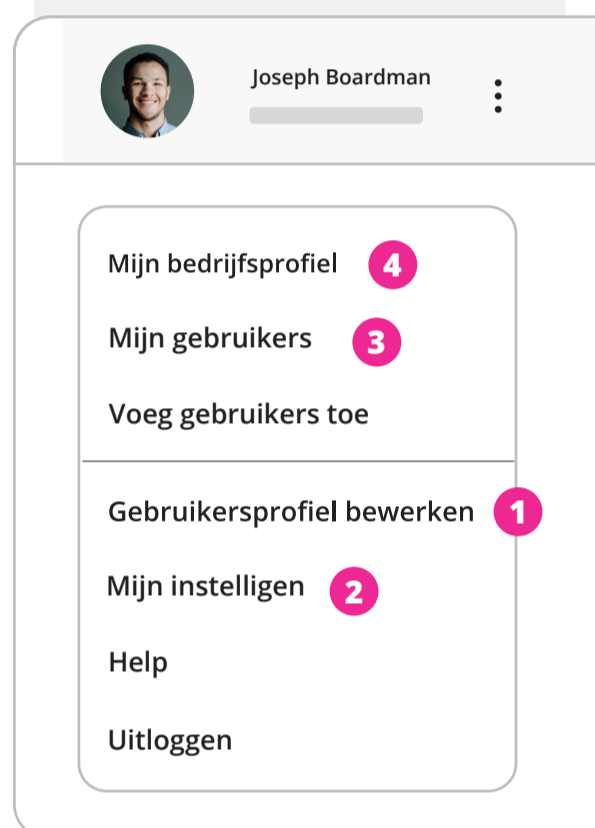 Joseph Boardman
Mijn bedrijfsprofiel 4
Mijn gebruikers 3
Voeg gebruikers toe
Gebruikersprofiel bewerken 1
Mijn instelligen 2
Help
Uitloggen